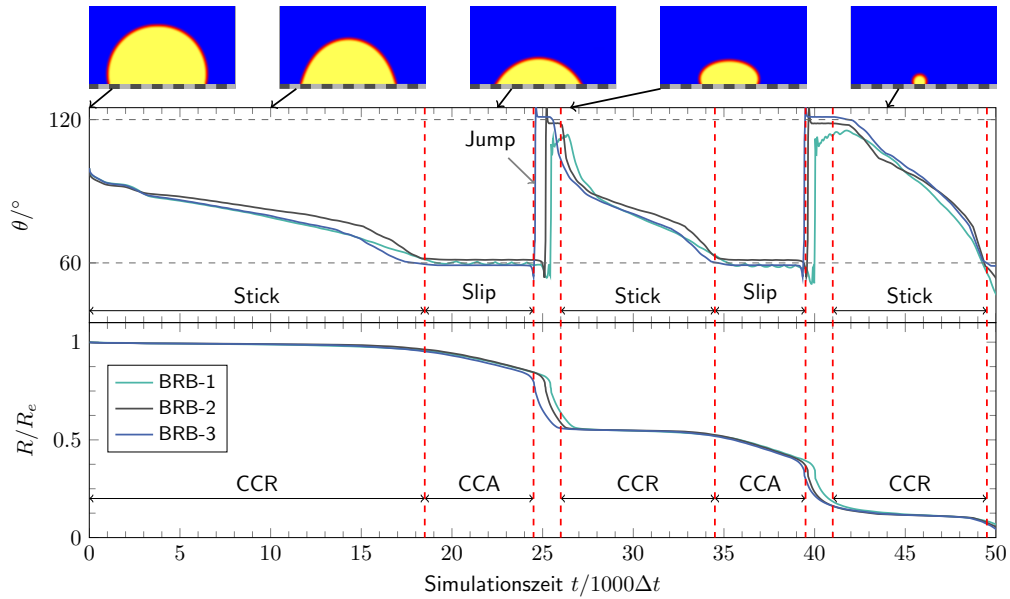 120
60
θ/°
Jump
Stick
Slip
Stick
Slip
Stick
1
0.5
0
R/R_e
BRB-1
BRB-2
BRB-3
CCR
CCA
CCR
CCA
CCR
0 5 10 15 20 25 30 35 40 45 50
Simulationszeit t/1000Δt